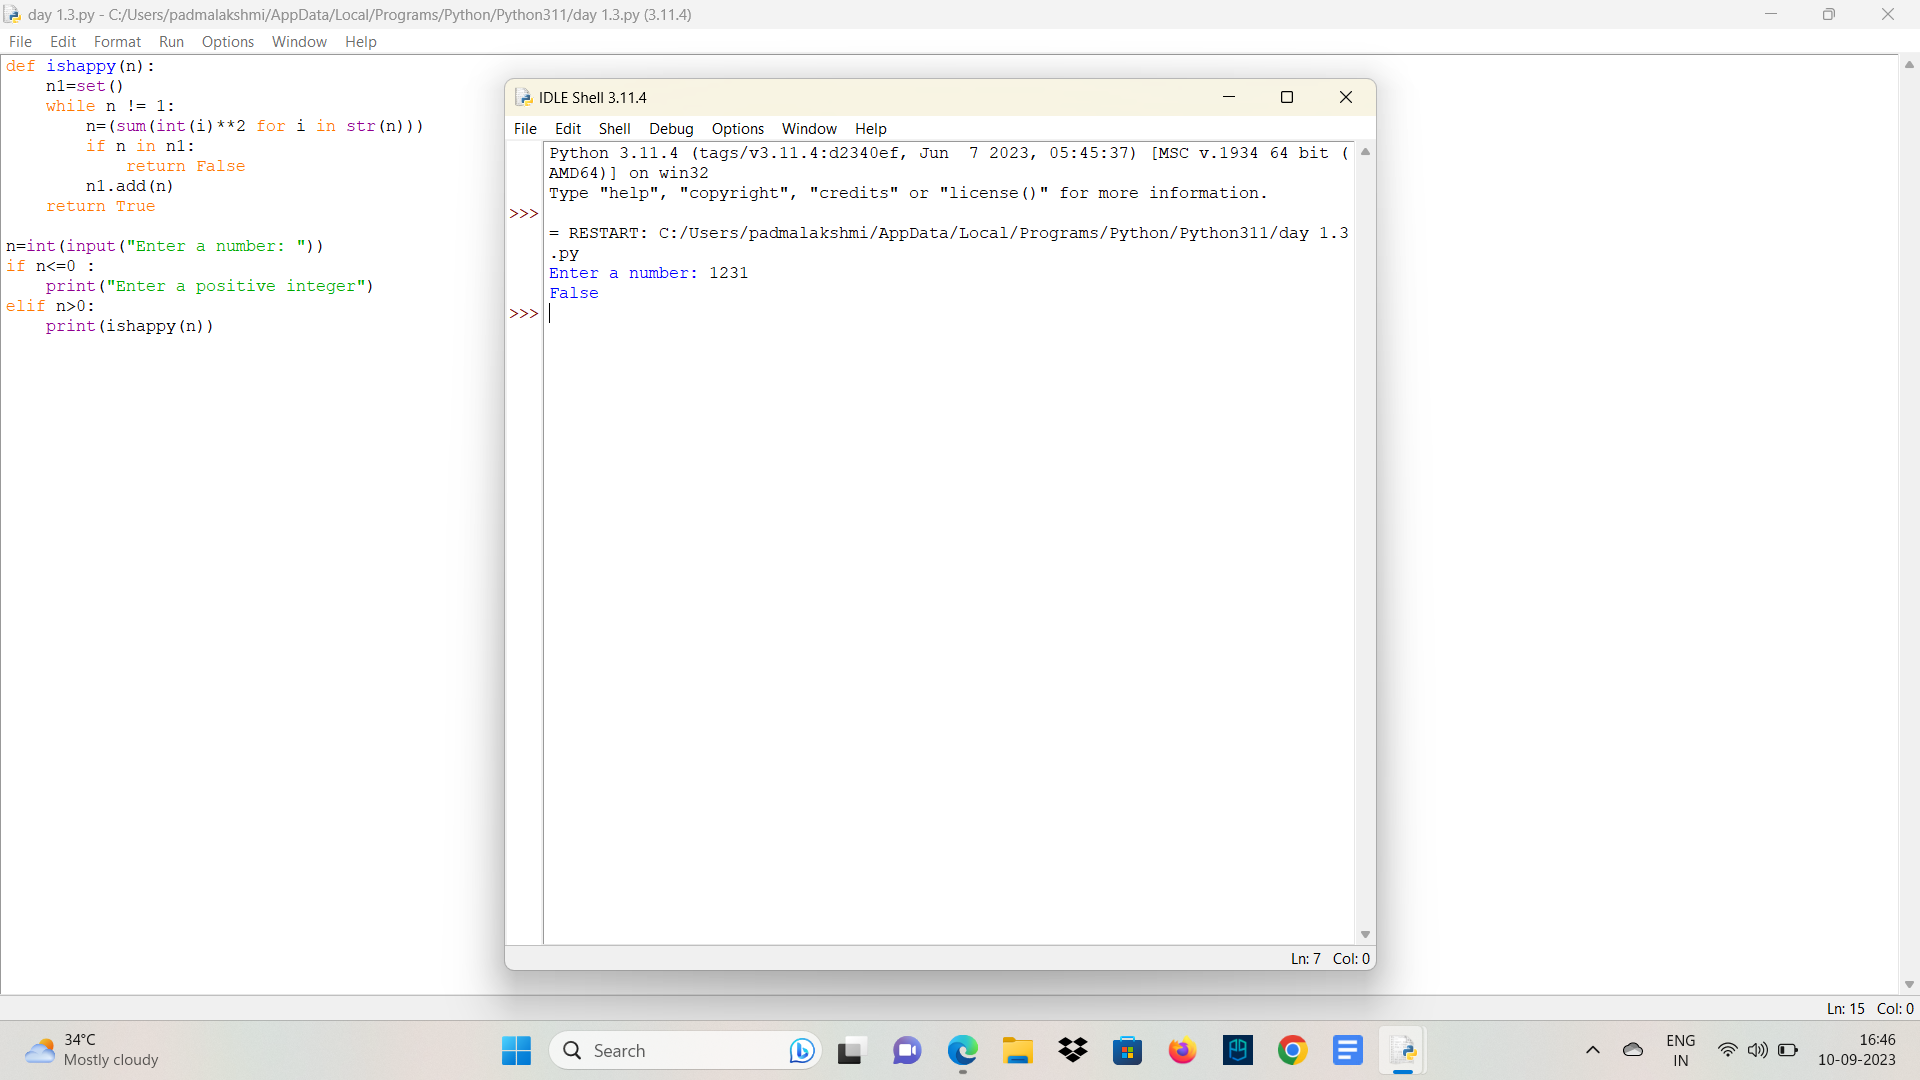 day 1.3.py - C:/Users/padmalakshmi/AppData/Local/Programs/Python/Python311/day 1.3.py (3.11.4)
File Edit Format Run Options Window Help
def ishappy(n):
    n1=set()
    while n != 1:
        n=(sum(int(i)**2 for i in str(n)))
        if n in n1:
            return False
        n1.add(n)
    return True

n=int(input("Enter a number: "))
if n<=0 :
    print("Enter a positive integer")
elif n>0:
    print(ishappy(n))
IDLE Shell 3.11.4
File Edit Shell Debug Options Window Help
Python 3.11.4 (tags/v3.11.4:d2340ef, Jun  7 2023, 05:45:37) [MSC v.1934 64 bit (
AMD64)] on win32
Type "help", "copyright", "credits" or "license()" for more information.
>>>
= RESTART: C:/Users/padmalakshmi/AppData/Local/Programs/Python/Python311/day 1.3
.py
Enter a number: 1231
False
>>>
Ln: 7 Col: 0
Ln: 15 Col: 0
34°C
Mostly cloudy
Search
ENG
IN
16:46
10-09-2023